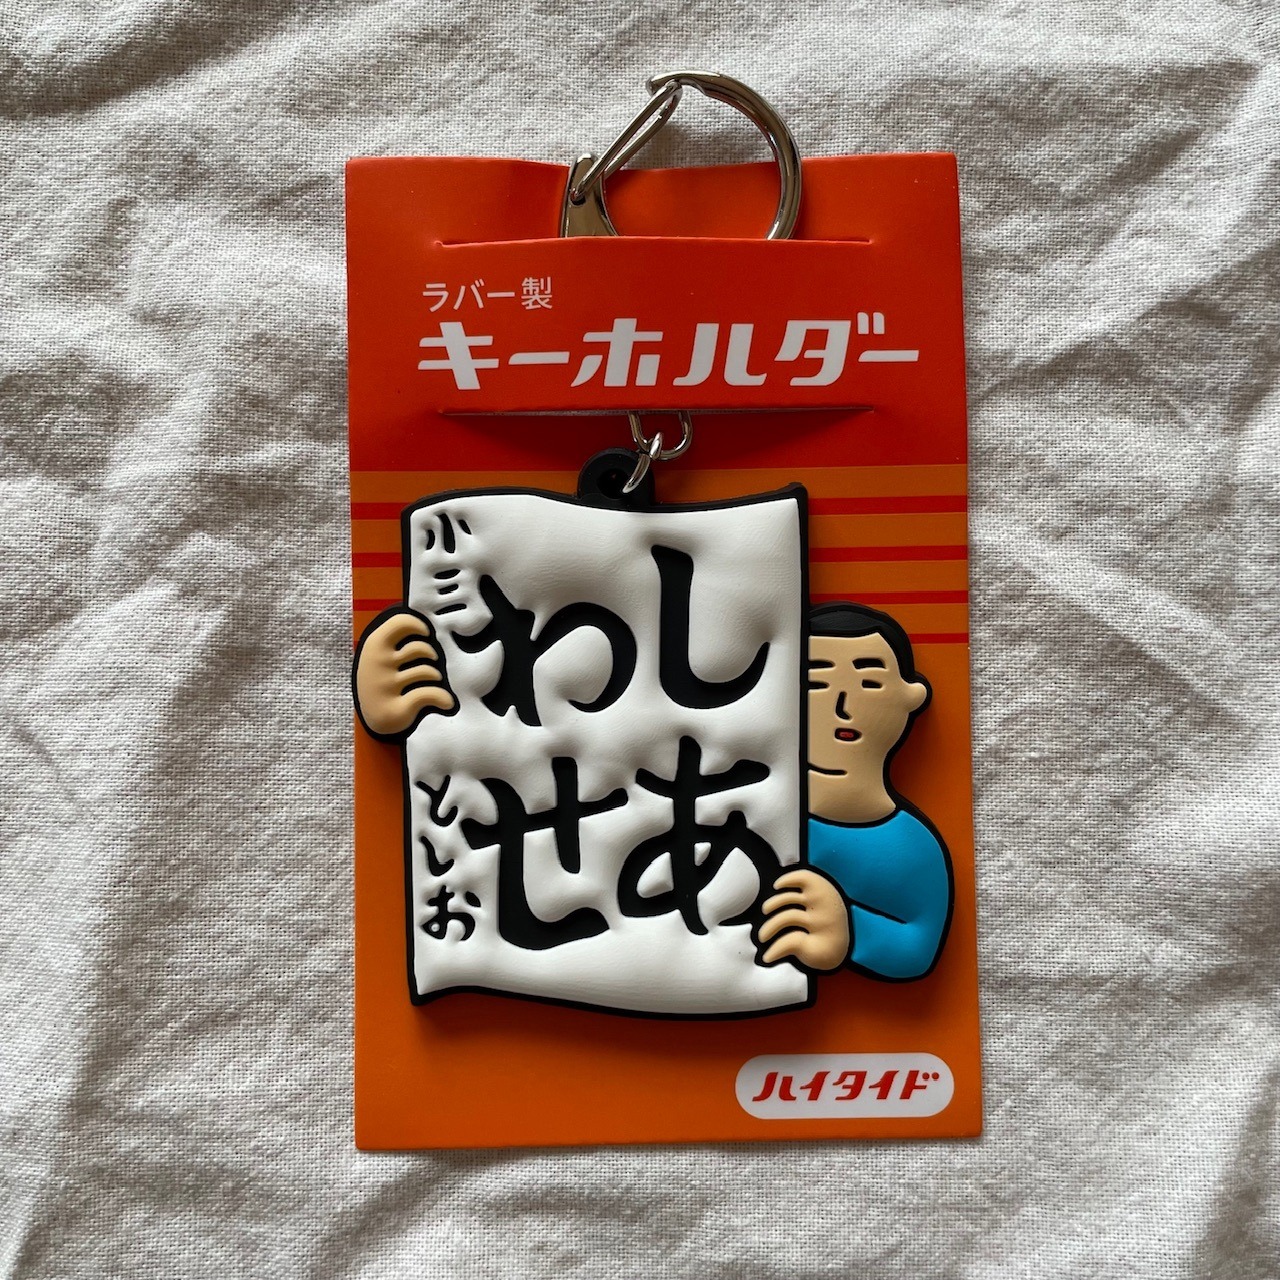 ラバー製
キーホルダー
しあ
わせ
小三
としお
ハイタイド